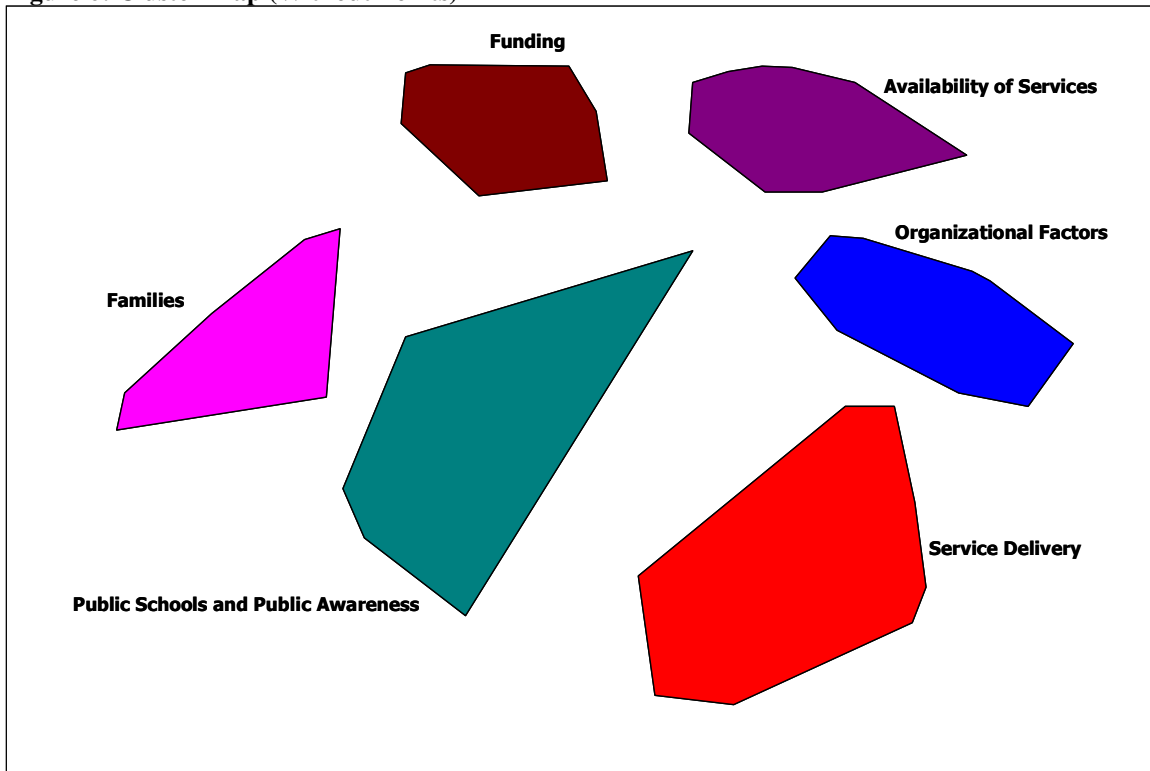 Funding
Availability of Services
Organizational Factors
Families
Service Delivery
Public Schools and Public Awareness